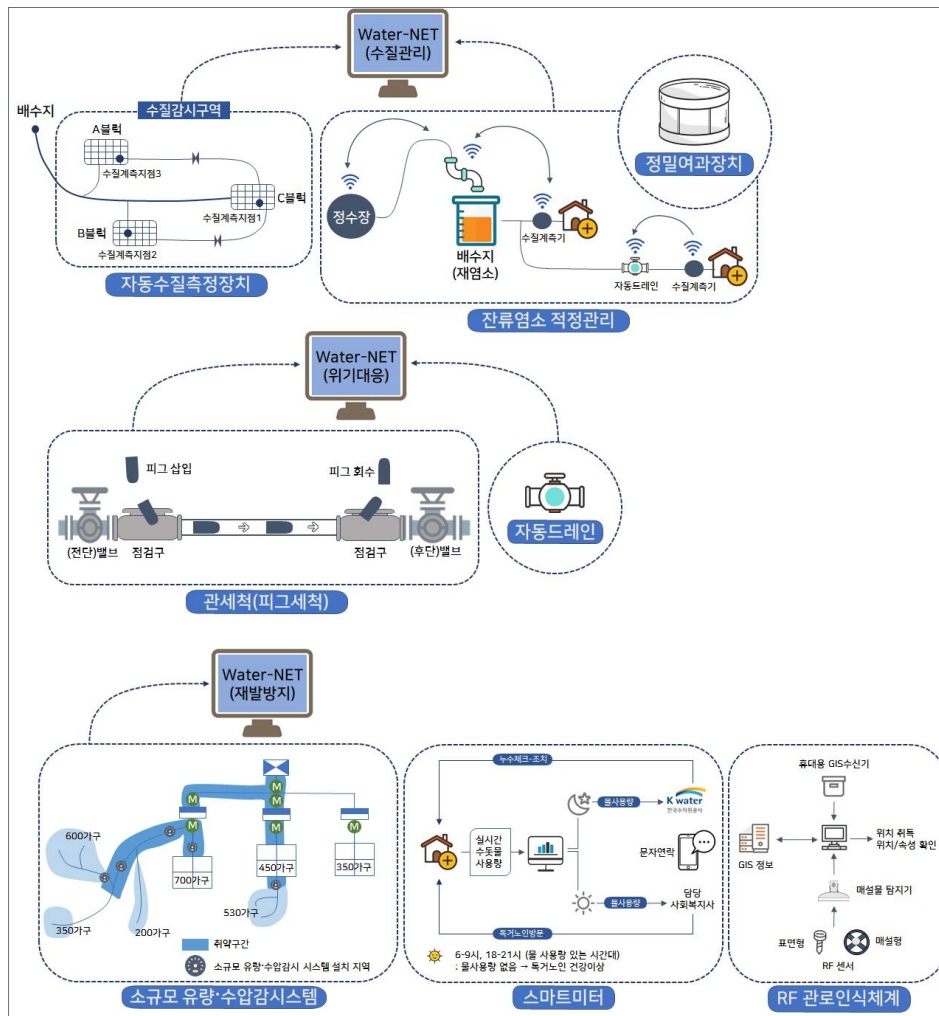 Water-NET
(수질관리)
수질감시구역
배수지
A블럭
수질계측지점3
C블럭
수질계측지점1
B블럭
수질계측지점2
자동수질측정장치
정밀여과장치
정수장
배수지
(재염소)
수질계측기
자동드레인
수질계측기
잔류염소 적정관리
Water-NET
(위기대응)
피그 삽입
피그 회수
(전단)밸브
점검구
점검구
(후단)밸브
관세척(피그세척)
자동드레인
Water-NET
(재발방지)
M
M
M
M
M
600가구
700가구
450가구
350가구
530가구
350가구
200가구
취약구간
소규모 유량·수압감시 시스템 설치 지역
소규모 유량·수압감시스템
누수체크·조치
실시간
수돗물
사용량
물사용량
K water
한국수자원공사
문자연락
물사용량
담당
사회복지사
독거노인방문
6-9시, 18-21시 (물 사용량 있는 시간대)
: 물사용량 없음 → 독거노인 건강이상
스마트미터
휴대용 GIS수신기
GIS 정보
위치 취득
위치/속성 확인
매설물 탐지기
표면형
매설형
RF 센서
RF 관로인식체계